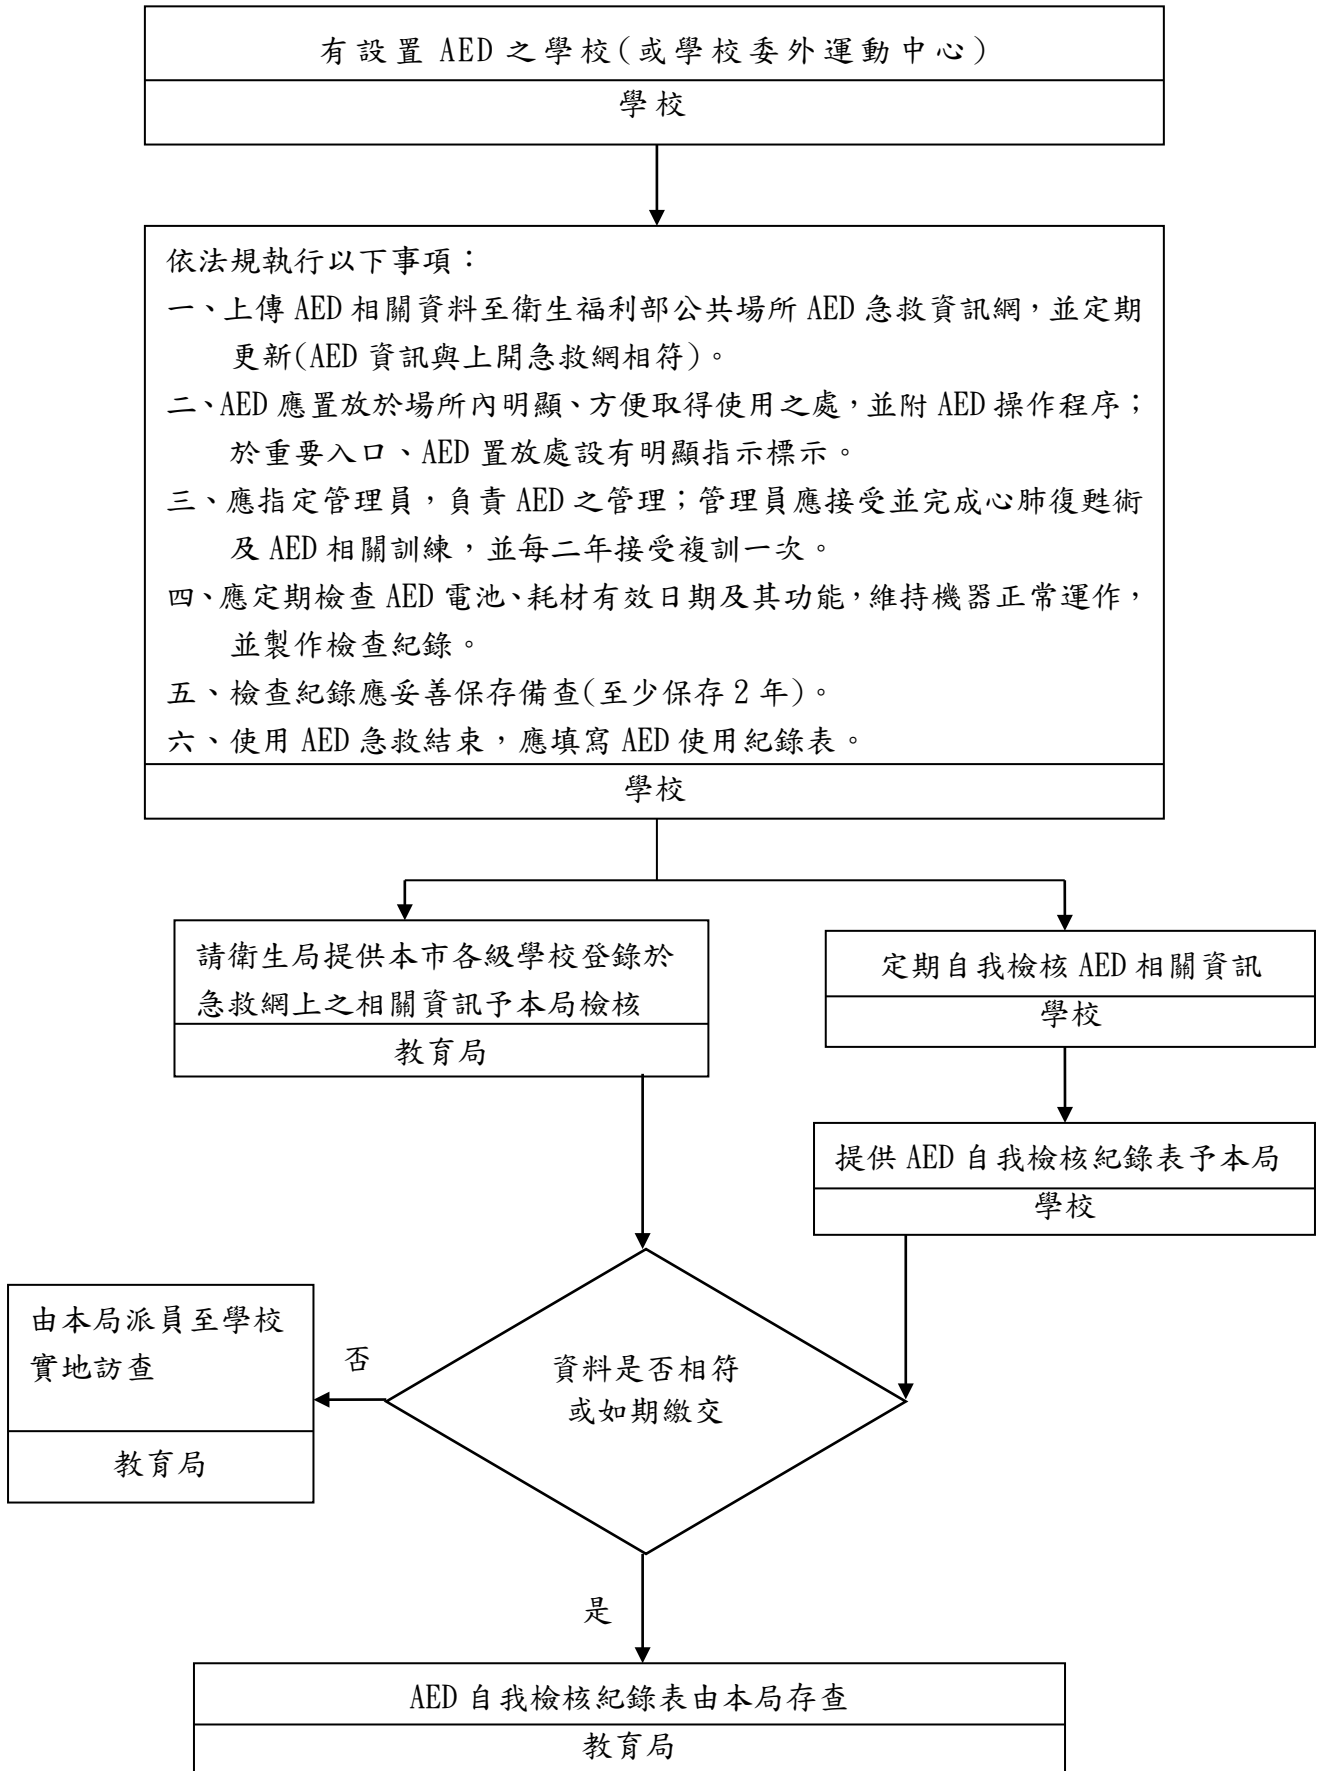 有設置 AED 之學校(或學校委外運動中心)
學校
依法規執行以下事項：
一、上傳 AED 相關資料至衛生福利部公共場所 AED 急救資訊網，並定期
更新(AED 資訊與上開急救網相符)。
二、AED 應置放於場所內明顯、方便取得使用之處，並附 AED 操作程序；
於重要入口、AED 置放處設有明顯指示標示。
三、應指定管理員，負責 AED 之管理；管理員應接受並完成心肺復甦術
及 AED 相關訓練，並每二年接受複訓一次。
四、應定期檢查 AED 電池、耗材有效日期及其功能，維持機器正常運作，
並製作檢查紀錄。
五、檢查紀錄應妥善保存備查(至少保存 2 年)。
六、使用 AED 急救結束，應填寫 AED 使用紀錄表。
學校
請衛生局提供本市各級學校登錄於
急救網上之相關資訊予本局檢核
教育局
定期自我檢核 AED 相關資訊
學校
提供 AED 自我檢核紀錄表予本局
學校
資料是否相符
或如期繳交
否
由本局派員至學校
實地訪查
教育局
是
AED 自我檢核紀錄表由本局存查
教育局